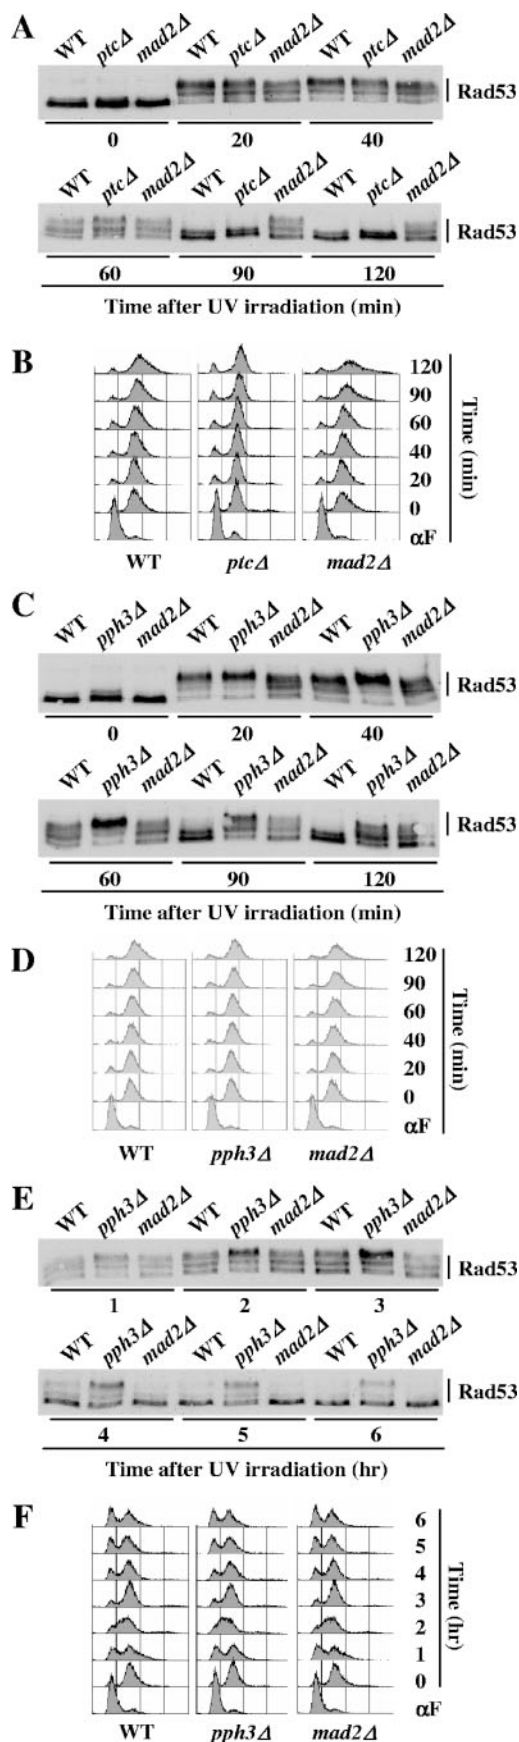 A
WT ptcΔ mad2Δ WT ptcΔ mad2Δ WT ptcΔ mad2Δ
Rad53
0 20 40
WT ptcΔ mad2Δ WT ptcΔ mad2Δ WT ptcΔ mad2Δ
Rad53
60 90 120
Time after UV irradiation (min)
B
120
90
60
40
20
0
αF
Time (min)
WT ptcΔ mad2Δ
C
WT pph3Δ mad2Δ WT pph3Δ mad2Δ WT pph3Δ mad2Δ
Rad53
0 20 40
WT pph3Δ mad2Δ WT pph3Δ mad2Δ WT pph3Δ mad2Δ
Rad53
60 90 120
Time after UV irradiation (min)
D
120
90
60
40
20
0
αF
Time (min)
WT pph3Δ mad2Δ
E
WT pph3Δ mad2Δ WT pph3Δ mad2Δ WT pph3Δ mad2Δ
Rad53
1 2 3
WT pph3Δ mad2Δ WT pph3Δ mad2Δ WT pph3Δ mad2Δ
Rad53
4 5 6
Time after UV irradiation (hr)
F
6
5
4
3
2
1
0
αF
Time (hr)
WT pph3Δ mad2Δ